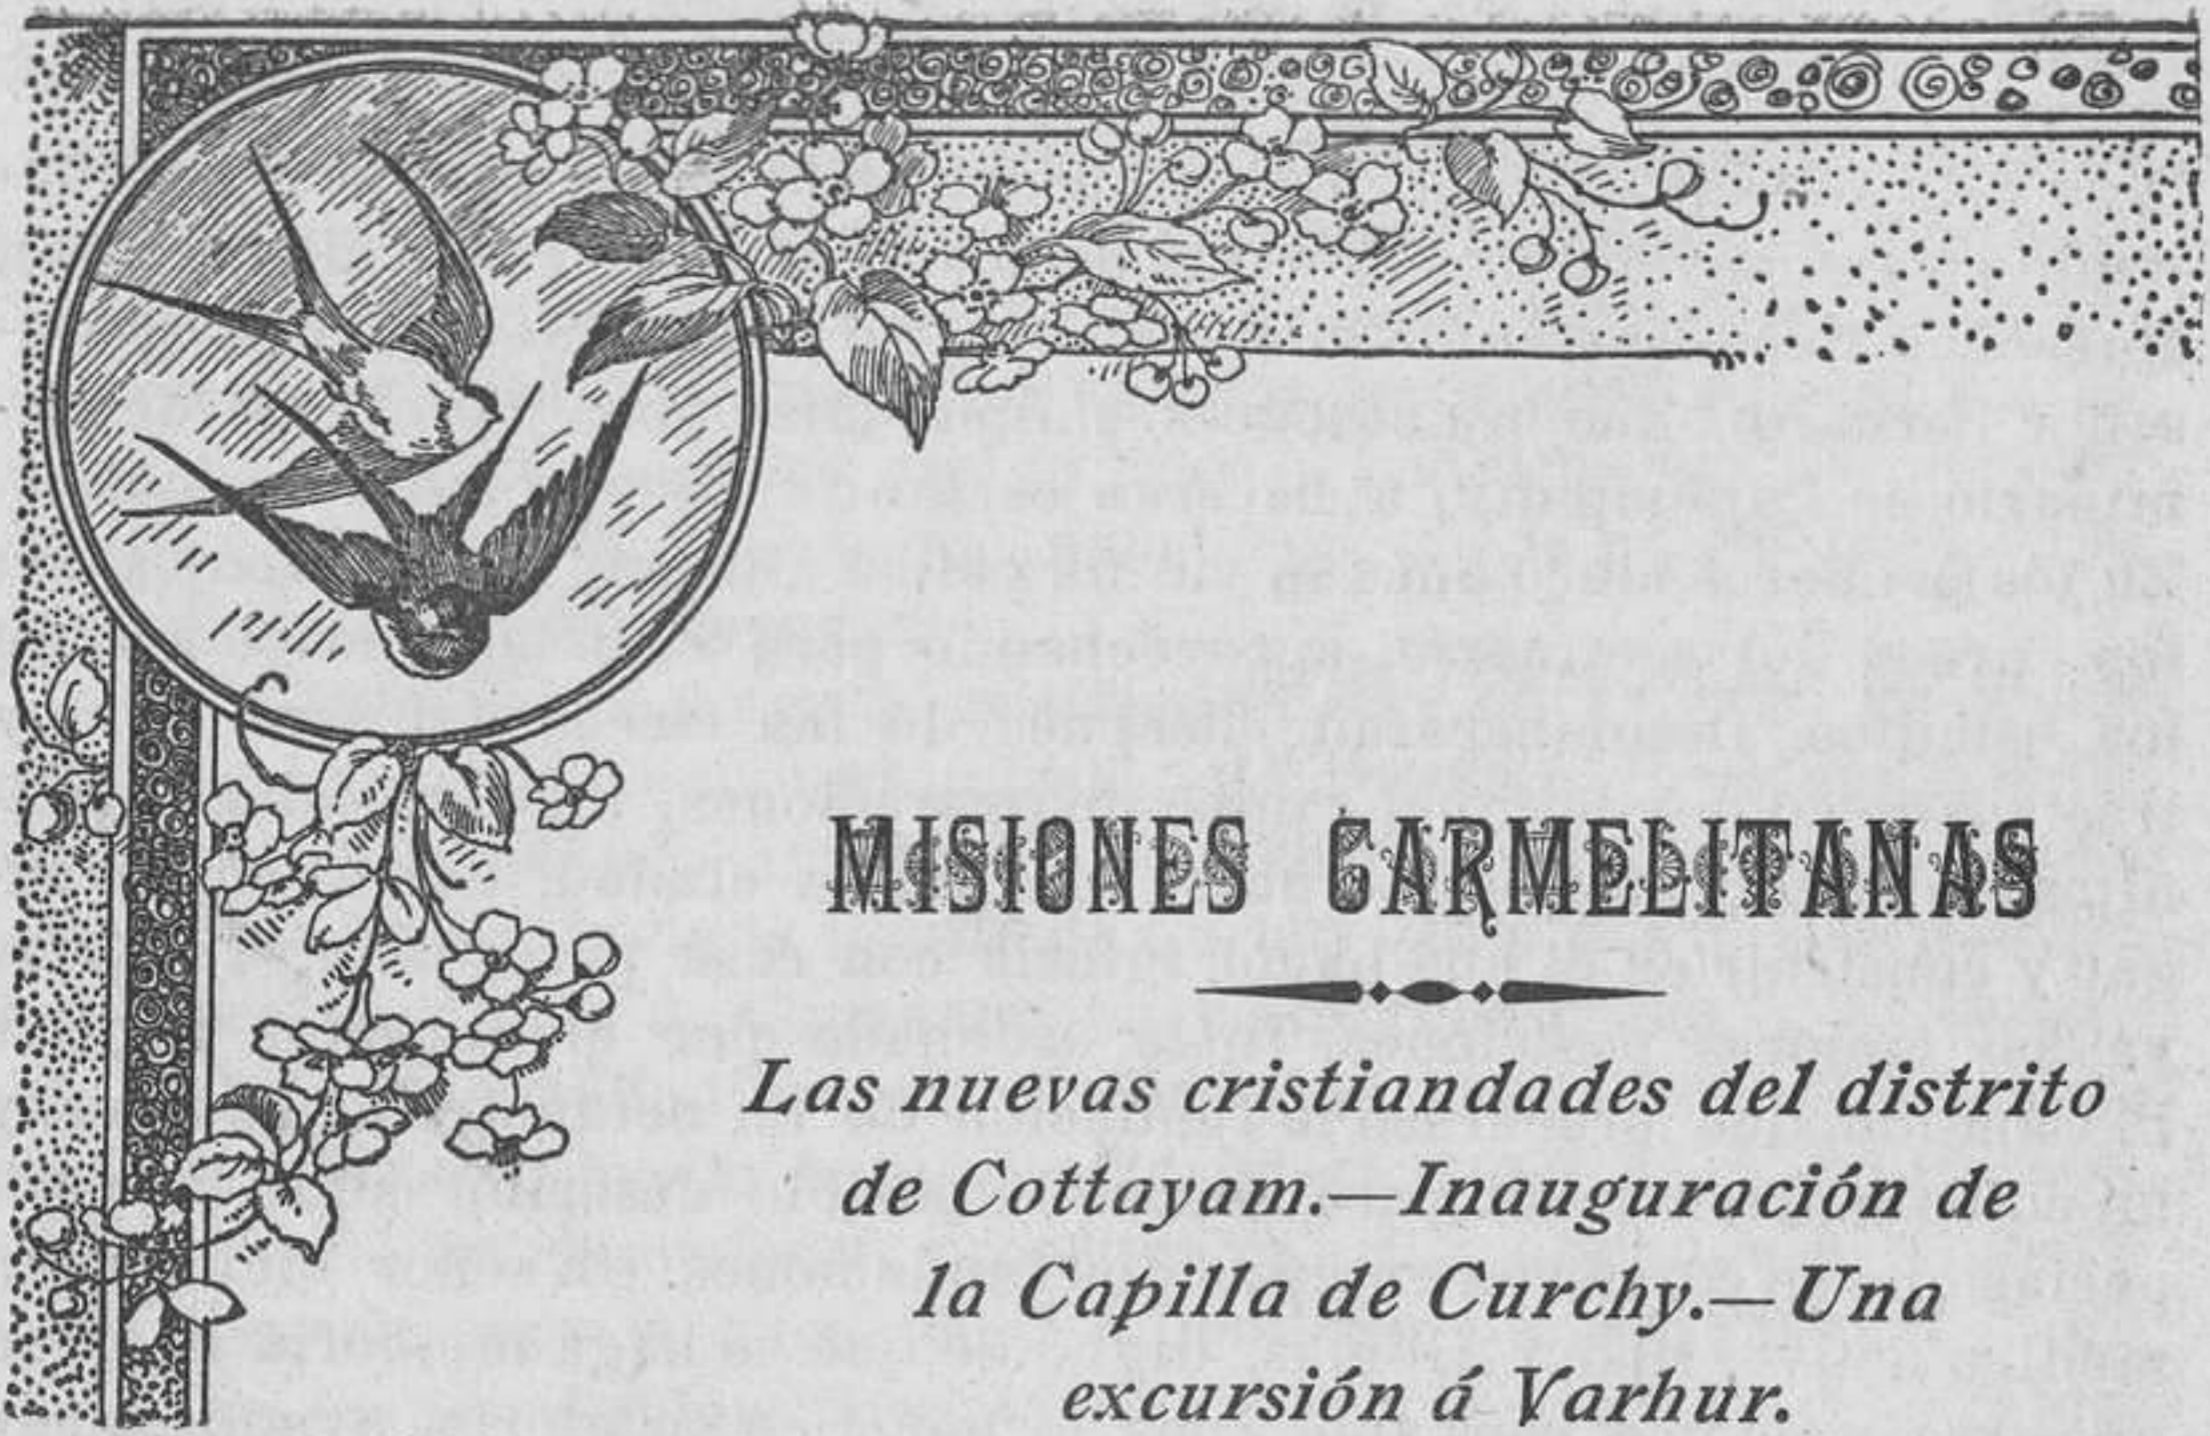 MISIONES CARMELITANAS
Las nuevas cristiandades del distrito
de Cottayam.—Inauguración de
la Capilla de Curchy.—Una
excursión á Varhur.